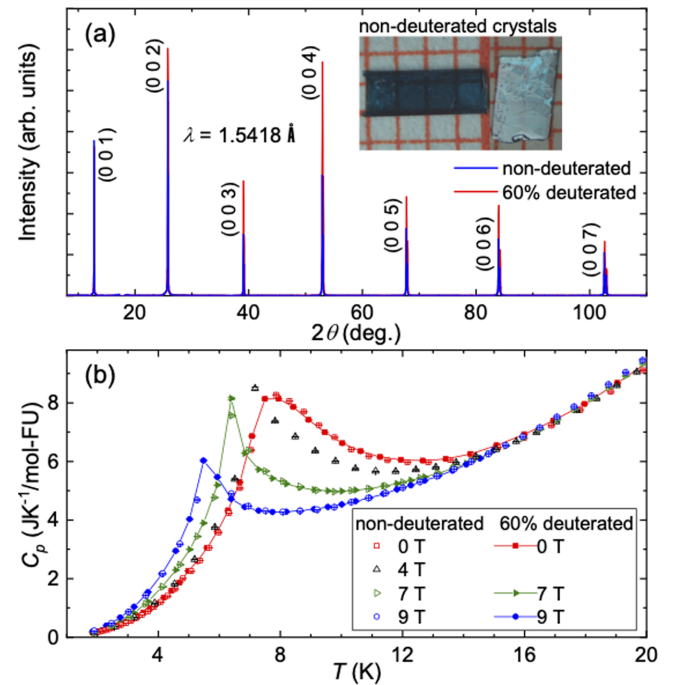 (a)
non-deuterated crystals
(0 0 1)
(0 0 2)
(0 0 3)
(0 0 4)
(0 0 5)
(0 0 6)
(0 0 7)
λ = 1.5418 Å
non-deuterated
60% deuterated
Intensity (arb. units)
20 40 60 80 100
2θ (deg.)
(b)
8
6
4
2
0
Cp (JK-1/mol-FU)
non-deuterated 60% deuterated
0 T 0 T
4 T
7 T 7 T
9 T 9 T
4 8 12 16 20
T (K)